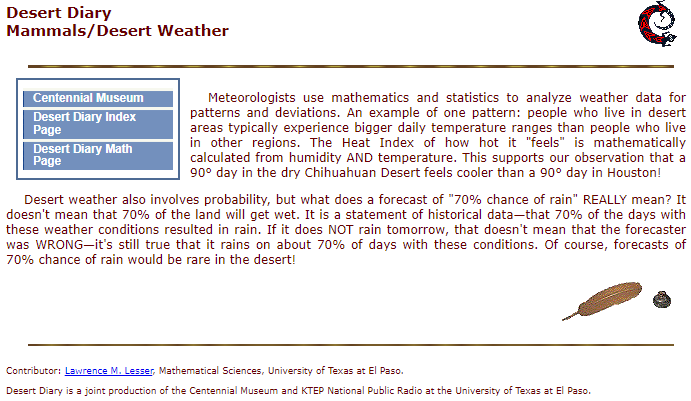 Desert Diary
Mammals/Desert Weather
Centennial Museum
Desert Diary Index
Page
Desert Diary Math
Page
Meteorologists use mathematics and statistics to analyze weather data for
patterns and deviations. An example of one pattern: people who live in desert
areas typically experience bigger daily temperature ranges than people who live
in other regions. The Heat Index of how hot it "feels" is mathematically
calculated from humidity AND temperature. This supports our observation that a
90° day in the dry Chihuahuan Desert feels cooler than a 90° day in Houston!
Desert weather also involves probability, but what does a forecast of "70% chance of rain" REALLY mean? It
doesn't mean that 70% of the land will get wet. It is a statement of historical data—that 70% of the days with
these weather conditions resulted in rain. If it does NOT rain tomorrow, that doesn't mean that the forecaster
was WRONG—it's still true that it rains on about 70% of days with these conditions. Of course, forecasts of
70% chance of rain would be rare in the desert!
Contributor: Lawrence M. Lesser, Mathematical Sciences, University of Texas at El Paso.
Desert Diary is a joint production of the Centennial Museum and KTEP National Public Radio at the University of Texas at El Paso.